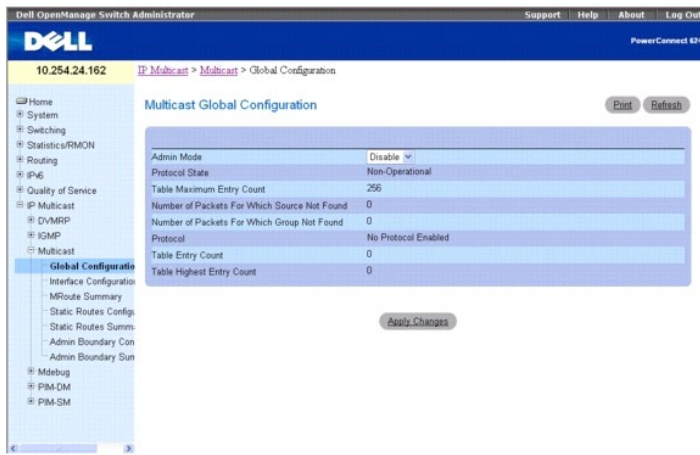 Dell OpenManage Switch Administrator
Support Help About Log Out
DELL
PowerConnect 624
10.254.24.162
IP Multicast > Multicast > Global Configuration
Home
System
Switching
Statistics/RMON
Routing
IPv6
Quality of Service
IP Multicast
DVMRP
IGMP
Multicast
Global Configuratio
Interface Configuration
MRoute Summary
Static Routes Configu
Static Routes Summ
Admin Boundary Con
Admin Boundary Sum
Mdebug
PIM-DM
PIM-SM
Multicast Global Configuration
Print Refresh
Admin Mode Disable
Protocol State Non-Operational
Table Maximum Entry Count 256
Number of Packets For Which Source Not Found 0
Number of Packets For Which Group Not Found 0
Protocol No Protocol Enabled
Table Entry Count 0
Table Highest Entry Count 0
Apply Changes